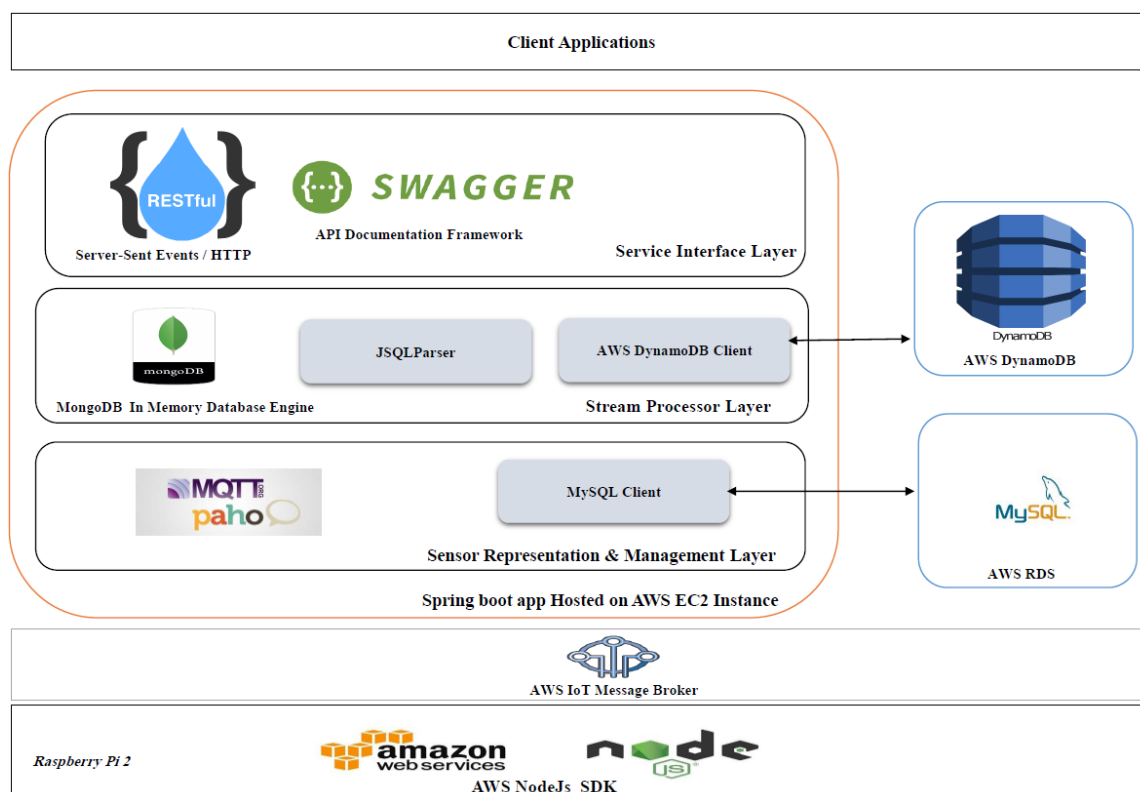 Client Applications
{ RESTful }
{...} SWAGGER
API Documentation Framework
Server-Sent Events / HTTP
Service Interface Layer
DynamoDB
AWS DynamoDB
mongoDB
JSQLParser
AWS DynamoDB Client
MongoDB In Memory Database Engine
Stream Processor Layer
MQTT.ORG
paho
MySQL Client
Sensor Representation & Management Layer
MySQL.
AWS RDS
Spring boot app Hosted on AWS EC2 Instance
AWS IoT Message Broker
Raspberry Pi 2
amazon
webservices
node
JS
AWS NodeJs SDK